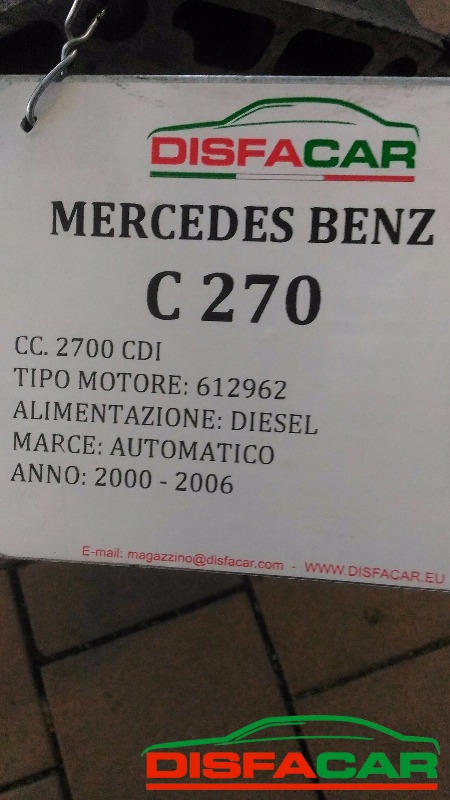 DISFACAR
MERCEDES BENZ
C 270
CC. 2700 CDI
TIPO MOTORE: 612962
ALIMENTAZIONE: DIESEL
MARCE: AUTOMATICO
ANNO: 2000 - 2006
E-mail: magazzino@disfacar.com - WWW.DISFACAR.EU
DISFACAR